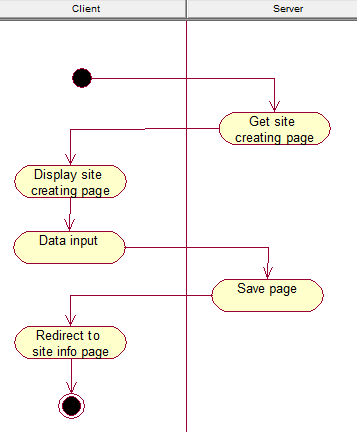 Client
Server
Get site
creating page
Display site
creating page
Data input
Save page
Redirect to
site info page